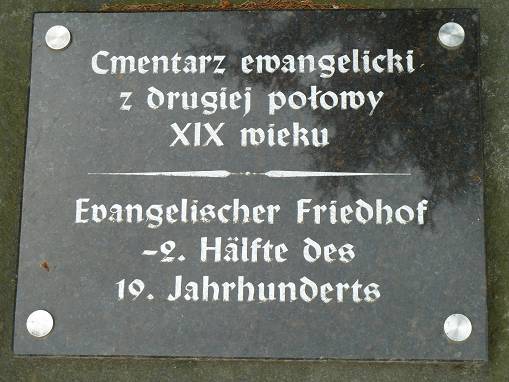 Cmentarz ewangelicki
z drugiej połowy
XIX wieku
Evangelischer Friedhof
-2. Hälfte des
19. Jahrhunderts